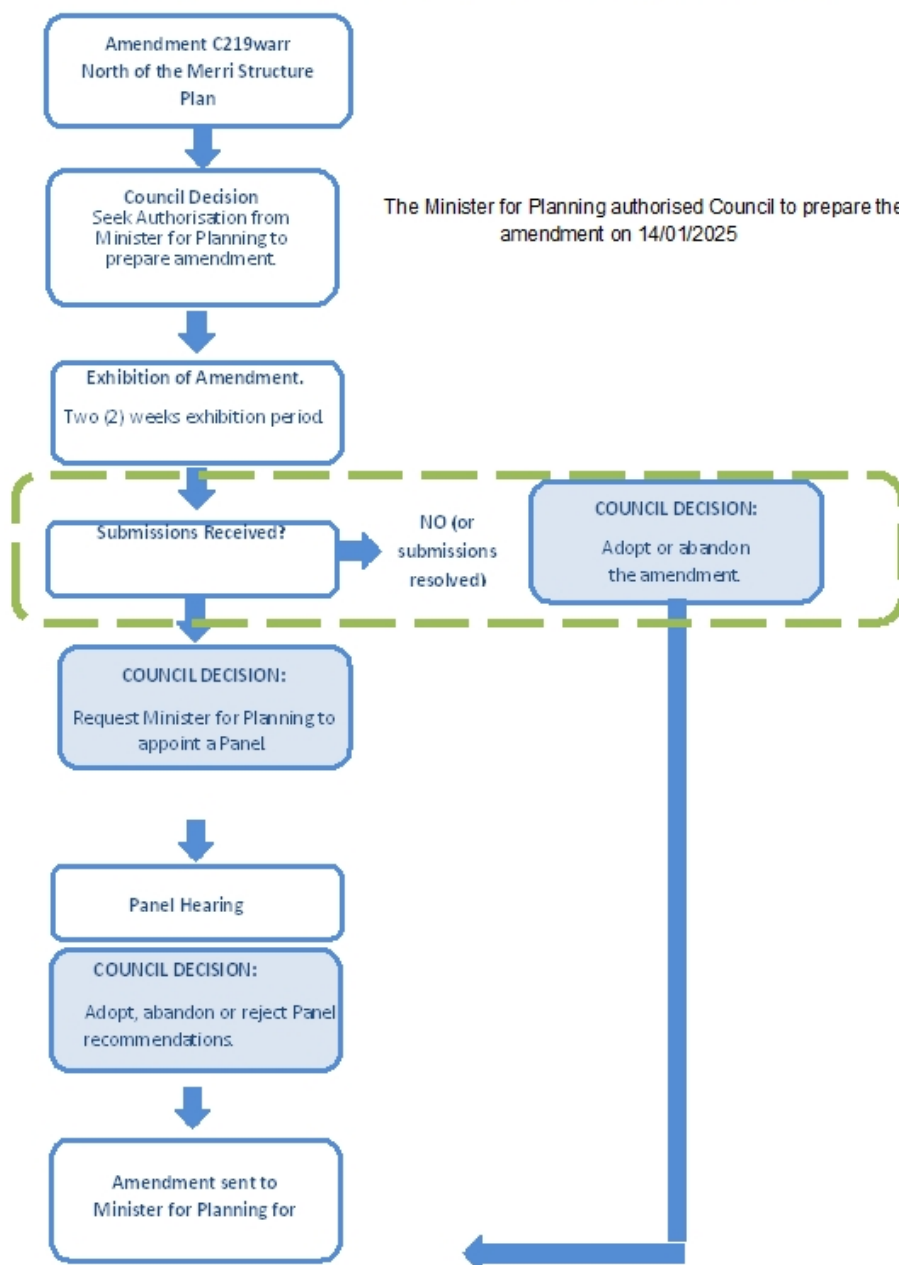 Amendment C219warr
North of the Merri Structure
Plan
Council Decision
Seek Authorisation from
Minister for Planning to
prepare amendment.
The Minister for Planning authorised Council to prepare the
amendment on 14/01/2025
Exhibition of Amendment.
Two (2) weeks exhibition period.
Submissions Received?
NO (or
submissions
resolved)
COUNCIL DECISION:
Adopt or abandon
the amendment.
COUNCIL DECISION:
Request Minister for Planning to
appoint a Panel
Panel Hearing
COUNCIL DECISION:
Adopt, abandon or reject Panel
recommendations.
Amendment sent to
Minister for Planning for